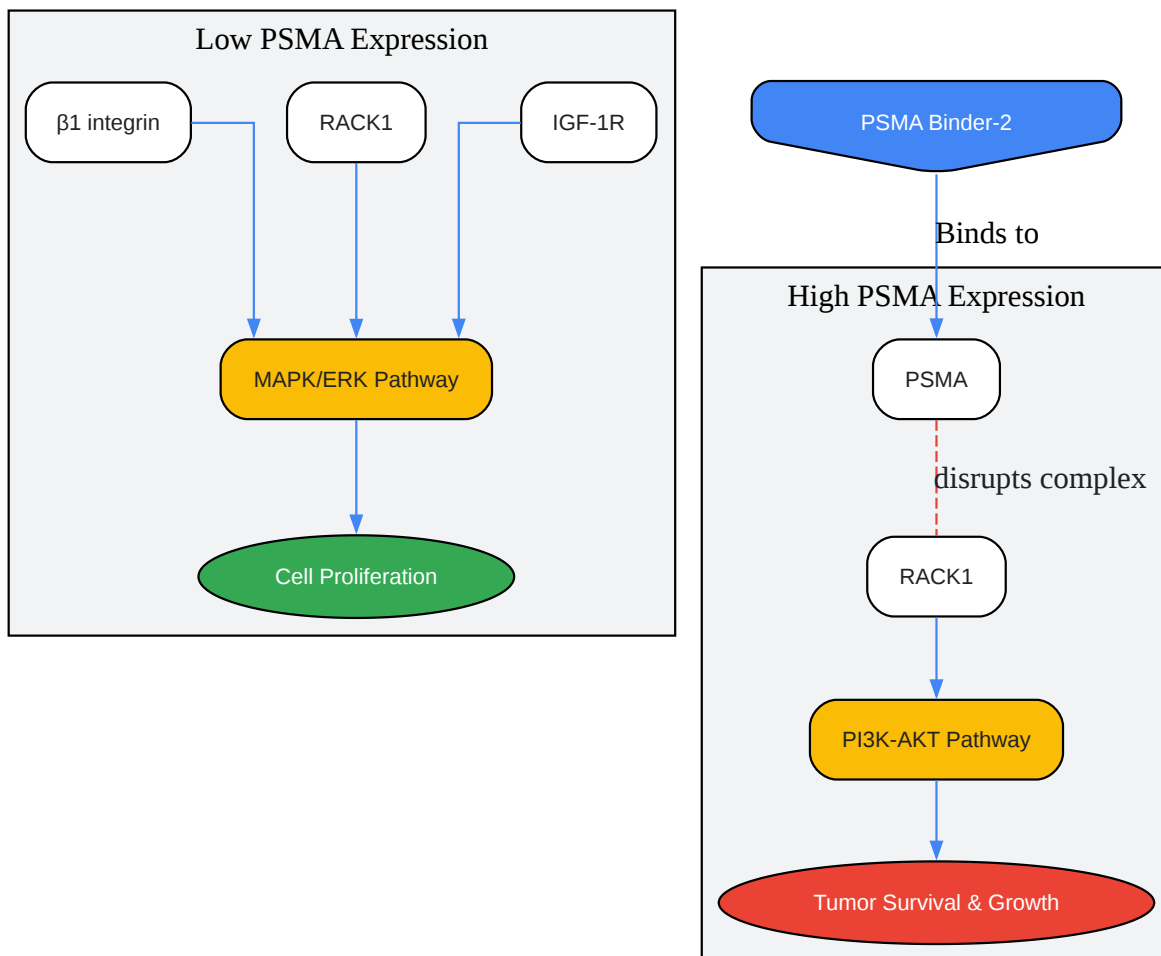 Low PSMA Expression
β1 integrin
RACK1
IGF-1R
MAPK/ERK Pathway
Cell Proliferation
PSMA Binder-2
Binds to
High PSMA Expression
PSMA
disrupts complex
RACK1
PI3K-AKT Pathway
Tumor Survival & Growth